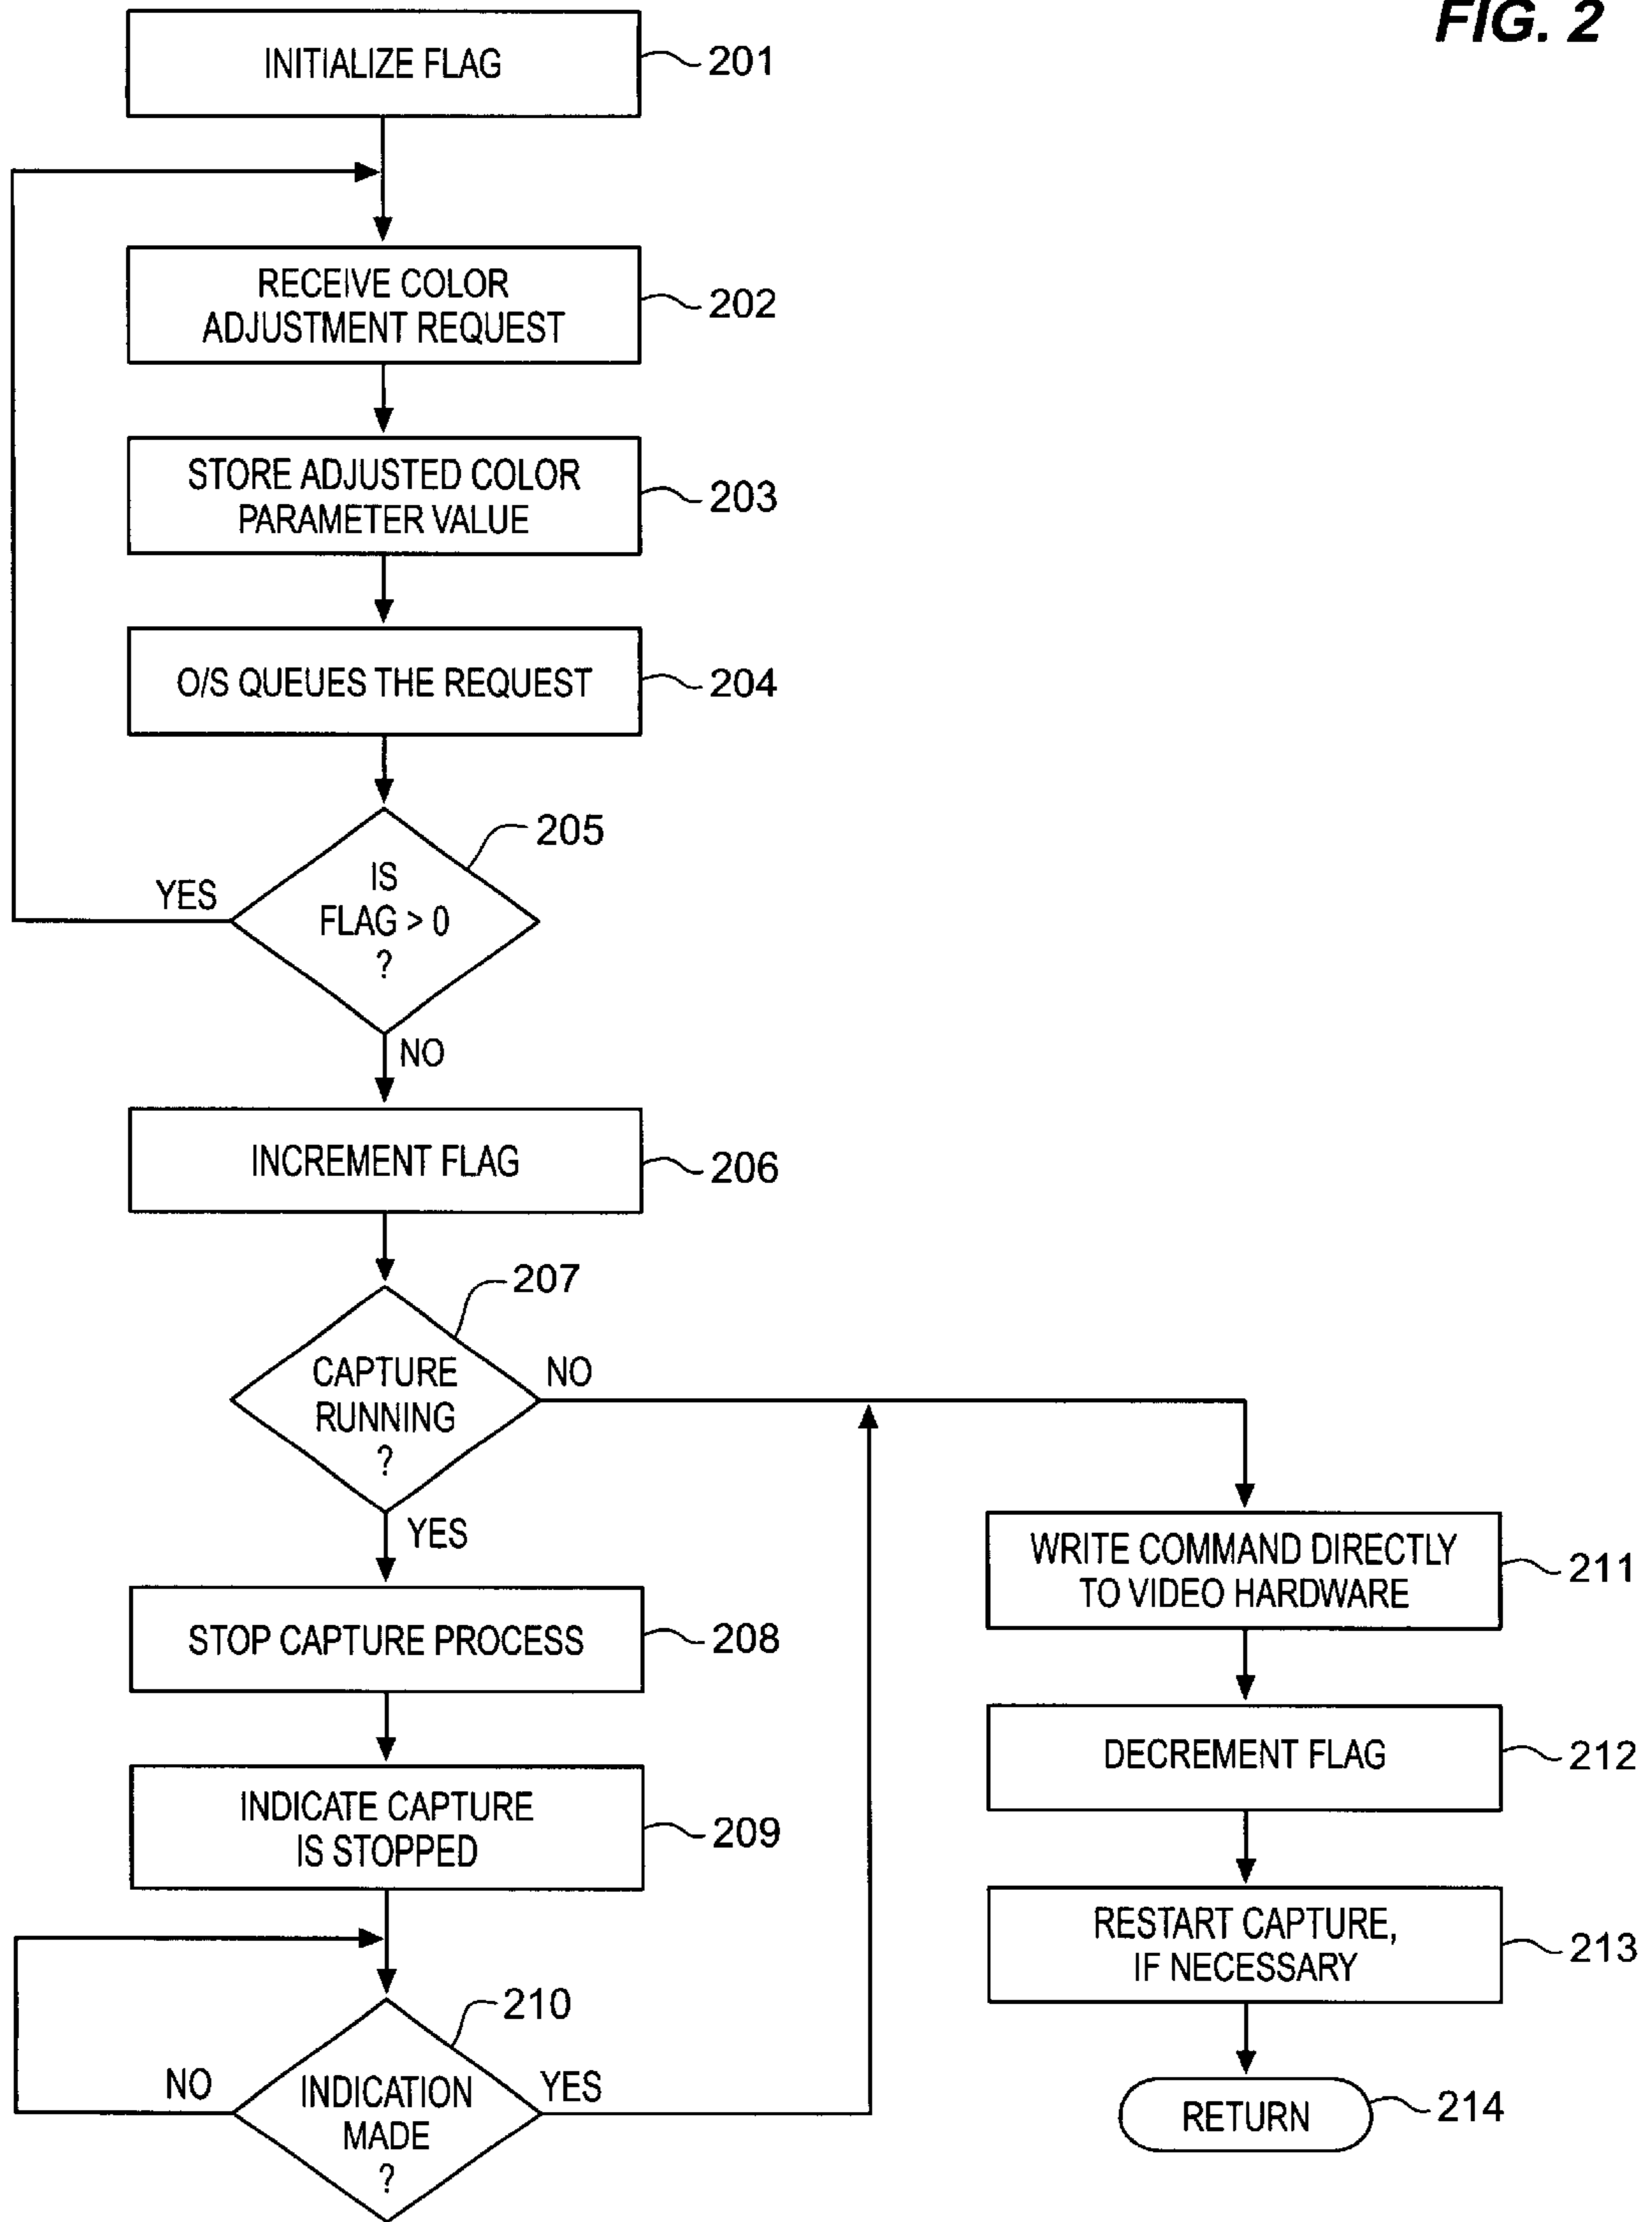 FIG. 2
INITIALIZE FLAG
201
RECEIVE COLOR
ADJUSTMENT REQUEST
202
STORE ADJUSTED COLOR
PARAMETER VALUE
203
O/S QUEUES THE REQUEST
204
205
IS
FLAG > 0
?
YES
NO
INCREMENT FLAG
206
207
CAPTURE
RUNNING
?
NO
YES
STOP CAPTURE PROCESS
208
INDICATE CAPTURE
IS STOPPED
209
210
INDICATION
MADE
?
NO
YES
WRITE COMMAND DIRECTLY
TO VIDEO HARDWARE
211
DECREMENT FLAG
212
RESTART CAPTURE,
IF NECESSARY
213
RETURN
214